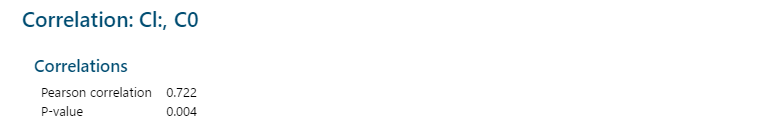 Correlation: Cl:, C0
Correlations
Pearson correlation 0.722
P-value 0.004